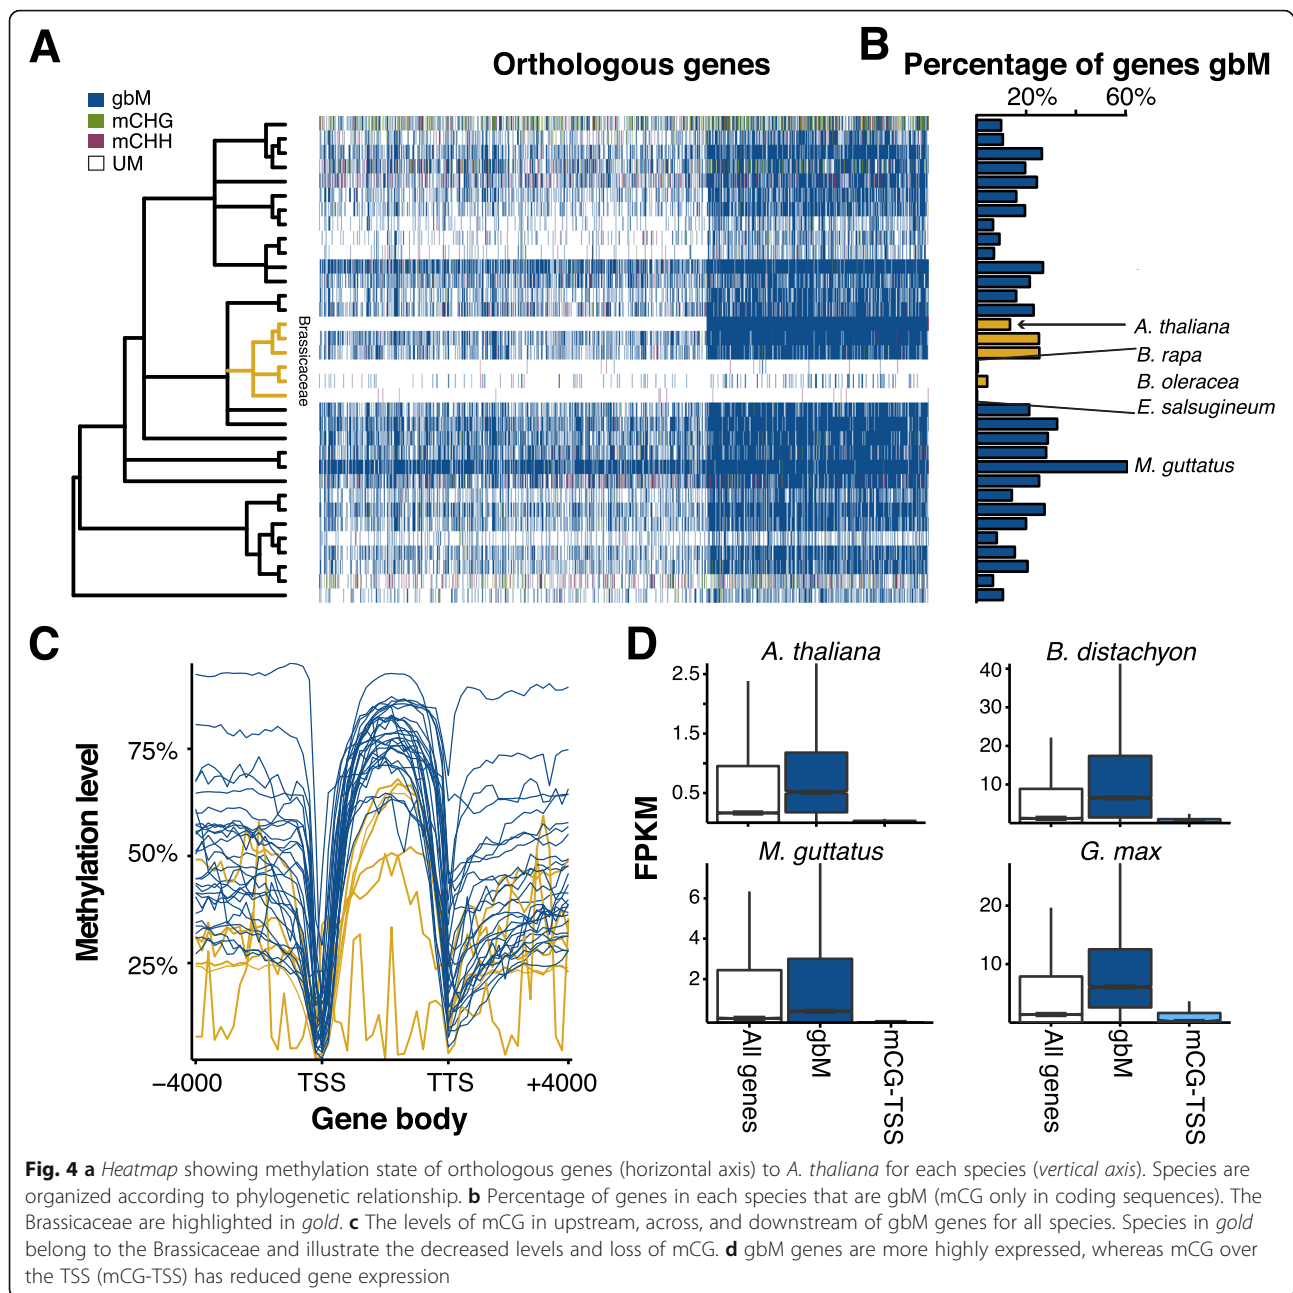 A
B
Orthologous genes
Percentage of genes gbM
gbM
mCHG
mCHH
UM
20% 60%
Brassicaceae
A. thaliana
B. rapa
B. oleracea
E. salsugineum
M. guttatus
C
Methylation level
75%
50%
25%
−4000 TSS TTS +4000
Gene body
D
FPKM
A. thaliana
2.5
1.5
0.5
B. distachyon
40
30
20
10
M. guttatus
6
4
2
All genes
gbM
mCG-TSS
G. max
20
10
All genes
gbM
mCG-TSS
Fig. 4 a Heatmap showing methylation state of orthologous genes (horizontal axis) to A. thaliana for each species (vertical axis). Species are
organized according to phylogenetic relationship. b Percentage of genes in each species that are gbM (mCG only in coding sequences). The
Brassicaceae are highlighted in gold. c The levels of mCG in upstream, across, and downstream of gbM genes for all species. Species in gold
belong to the Brassicaceae and illustrate the decreased levels and loss of mCG. d gbM genes are more highly expressed, whereas mCG over
the TSS (mCG-TSS) has reduced gene expression